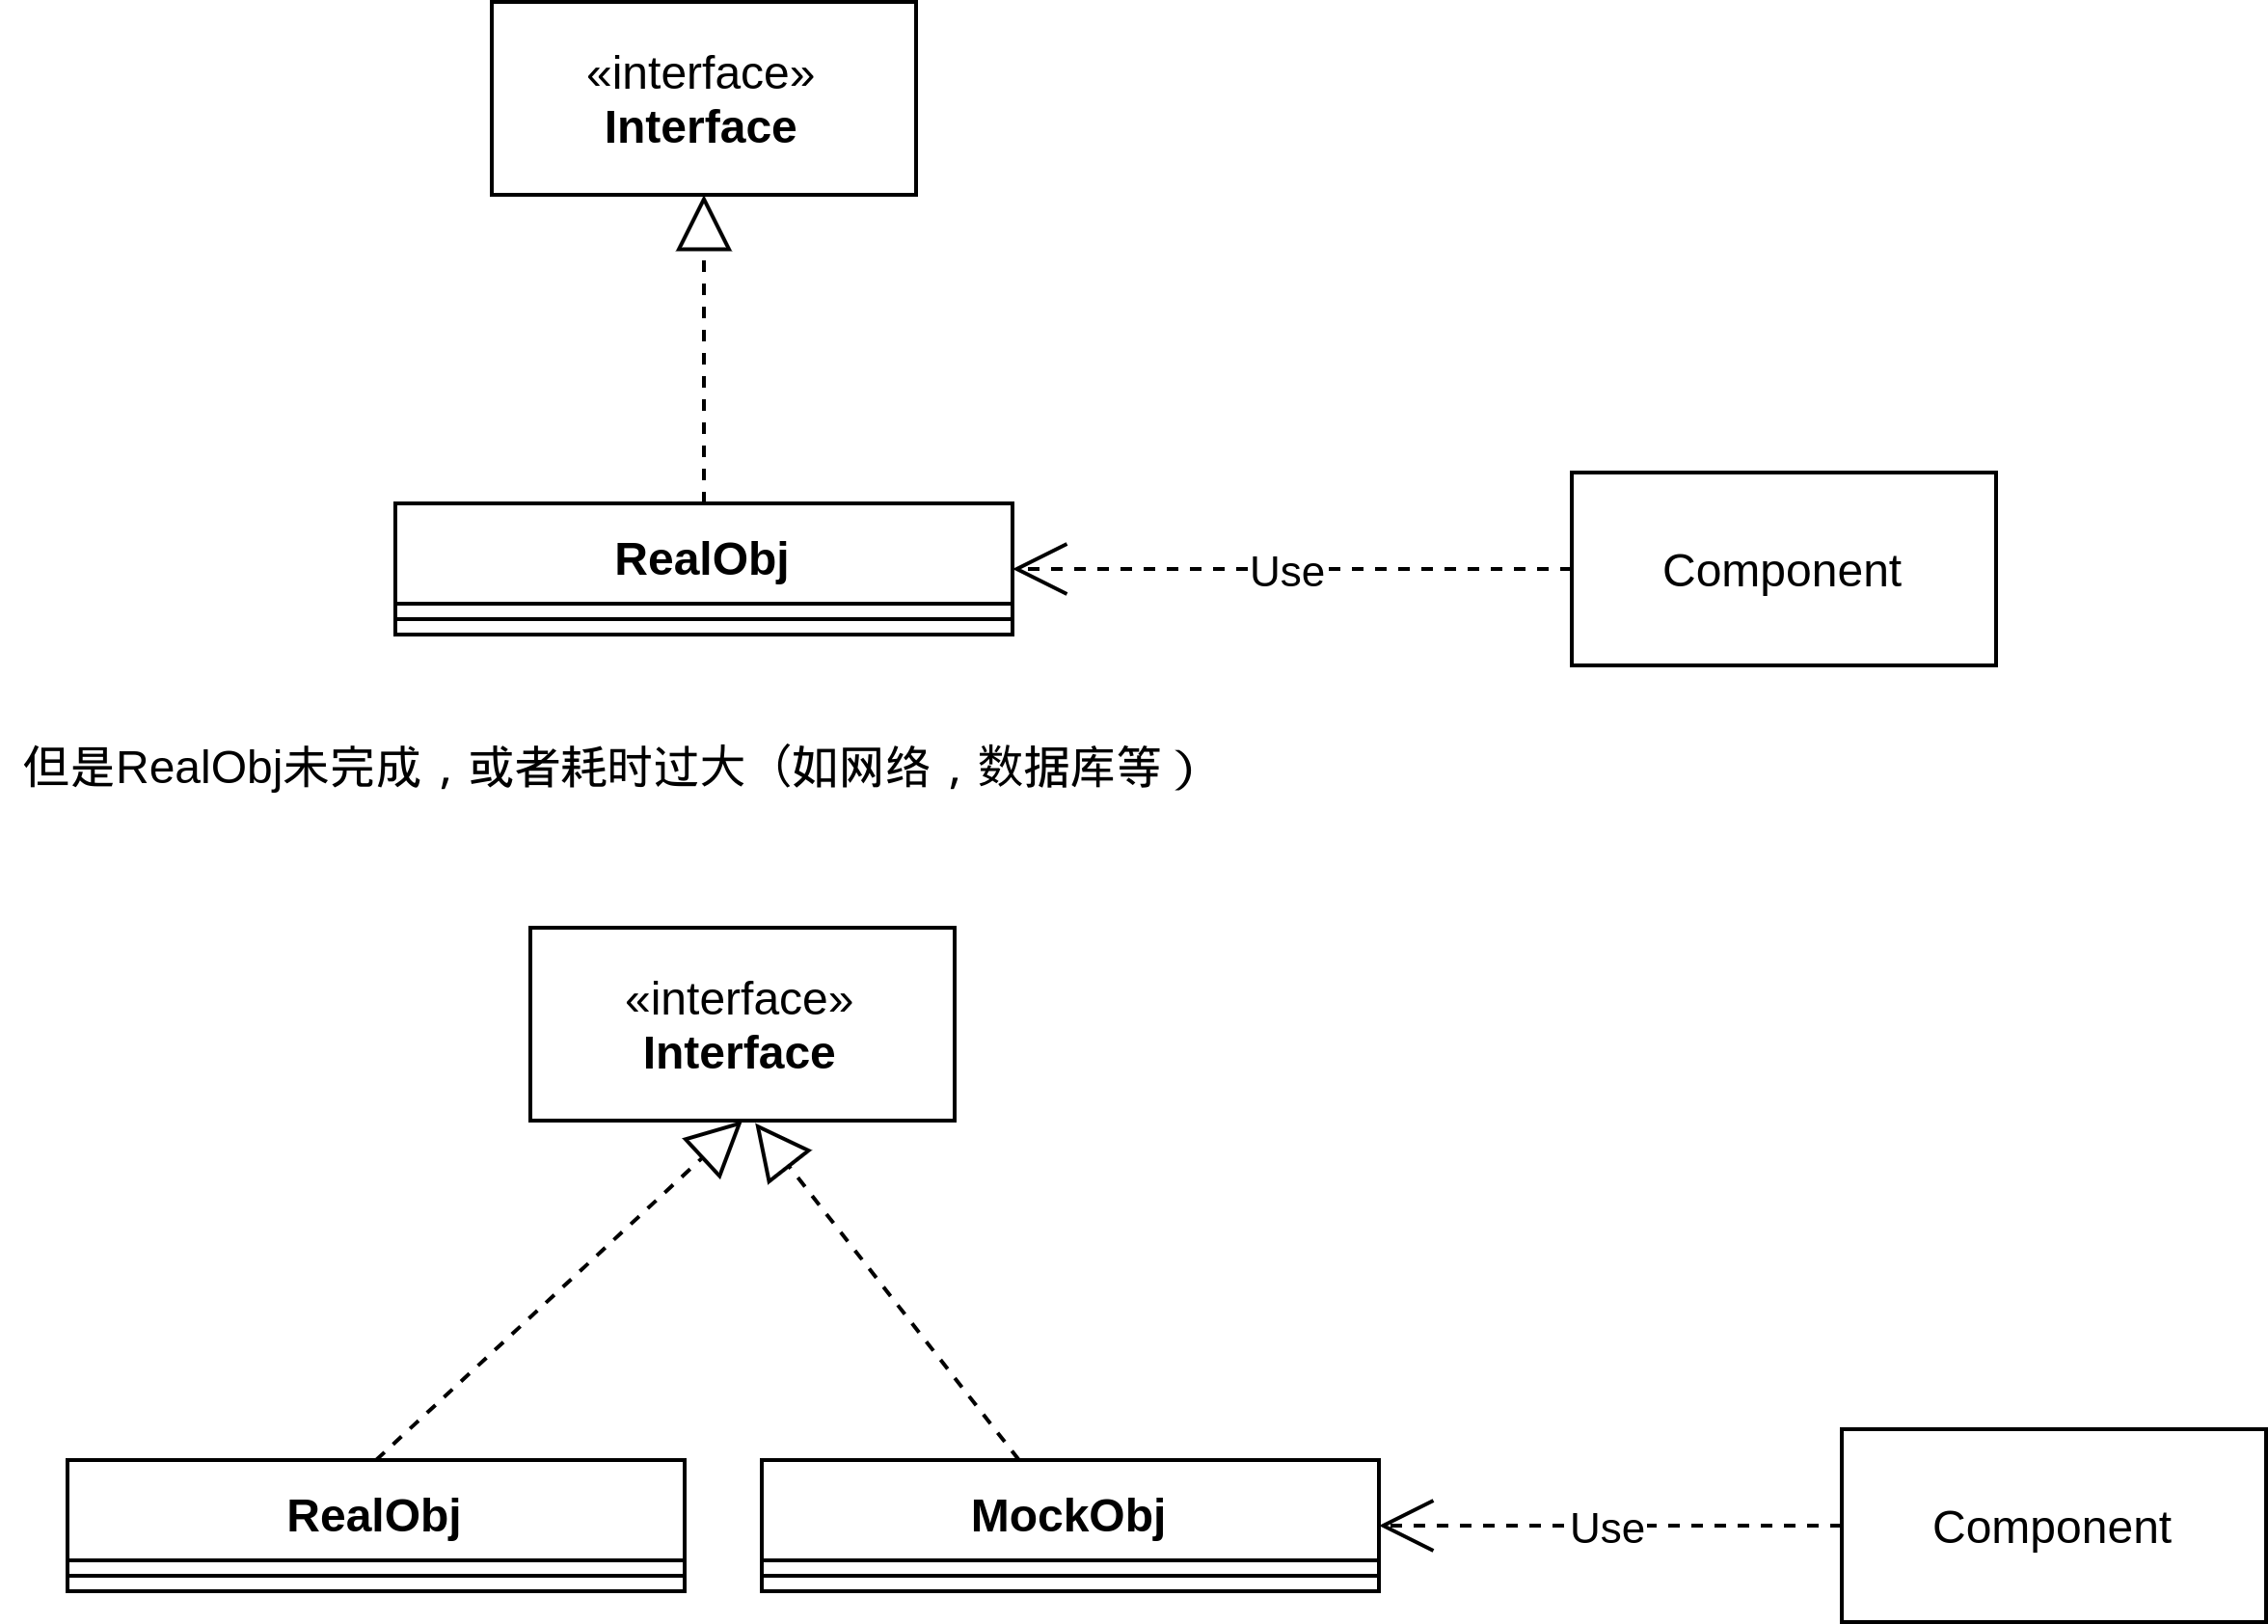 «interface»
Interface
RealObj
Use
Component
但是RealObj未完成，或者耗时过大（如网络，数据库等）
«interface»
Interface
RealObj
MockObj
Use
Component